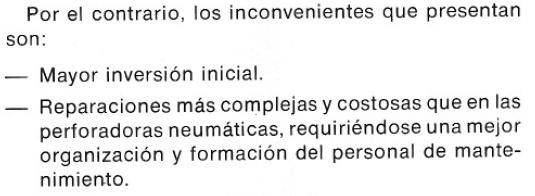 Por el contrario, los inconvenientes que presentan
son:
— Mayor inversión inicial.
— Reparaciones más complejas y costosas que en las
perforadoras neumáticas, requiriéndose una mejor
organización y formación del personal de mante-
nimiento.